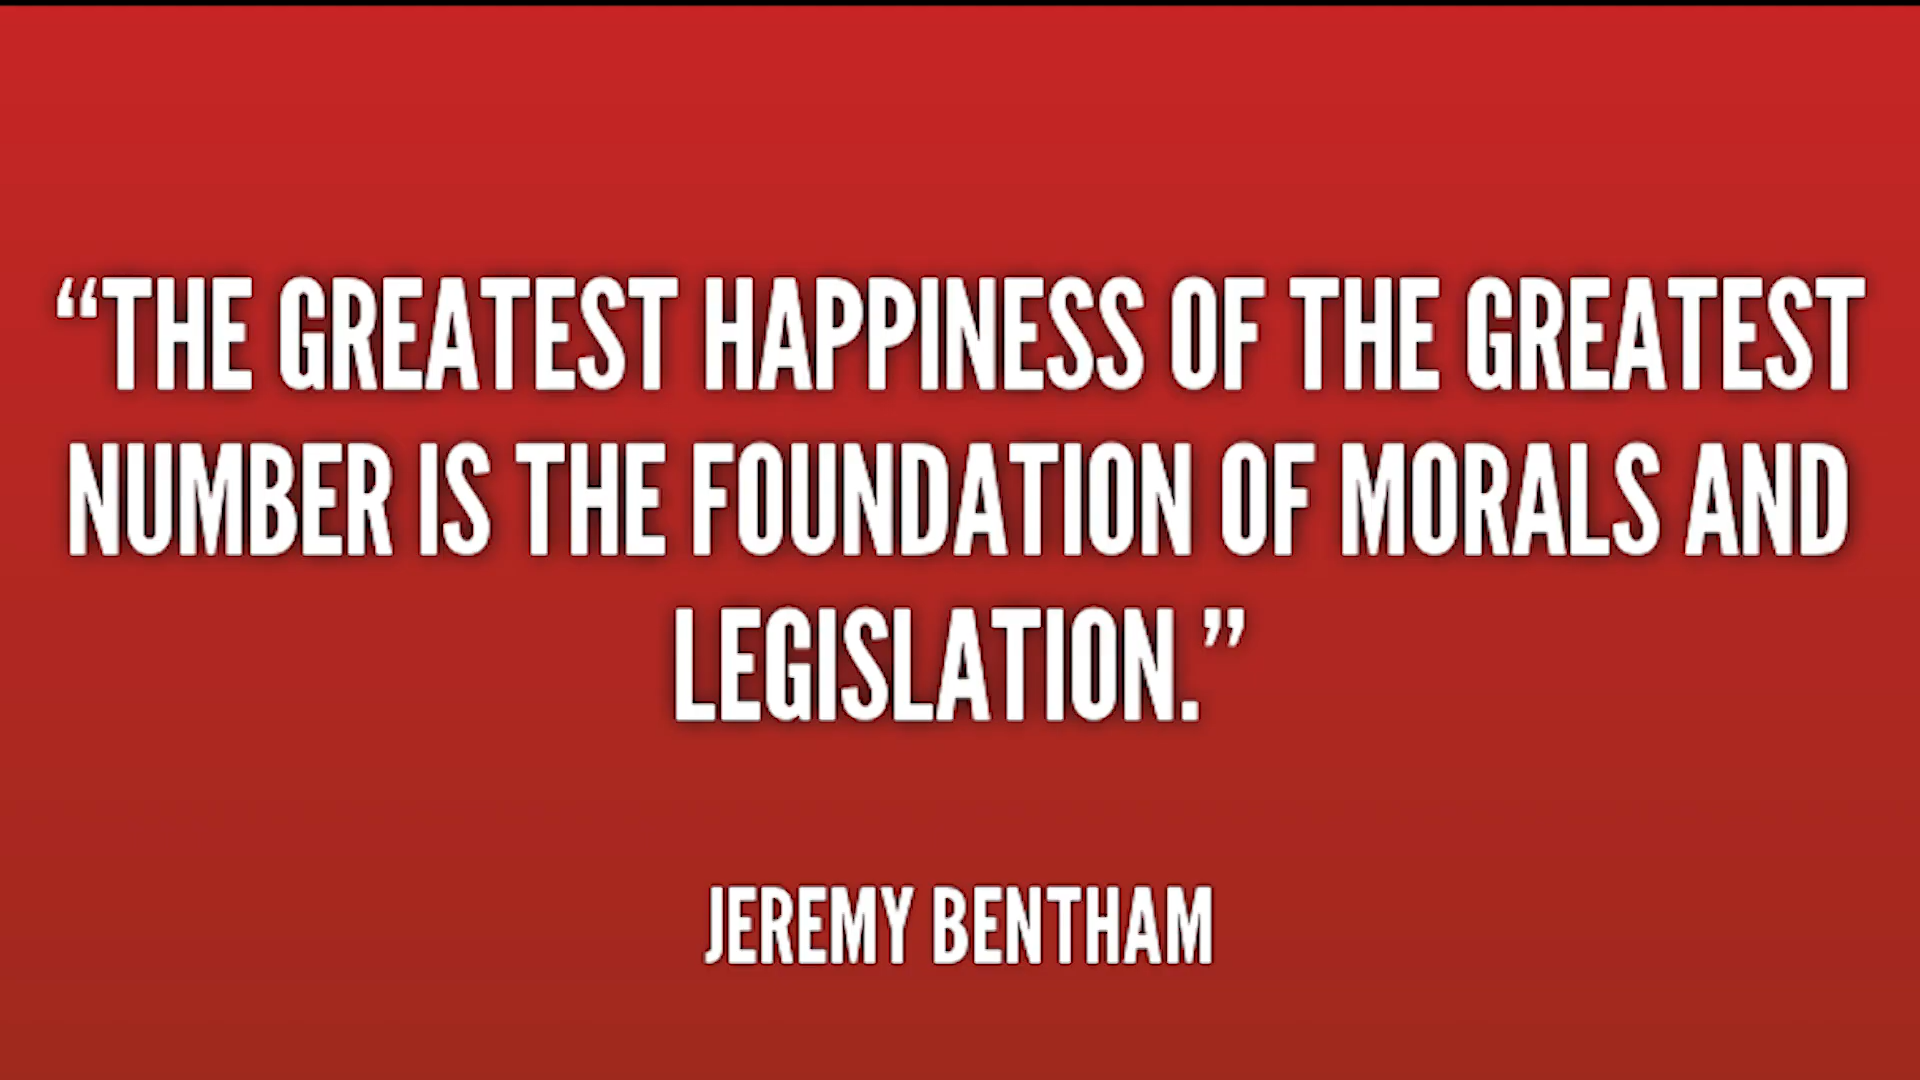 “THE GREATEST HAPPINESS OF THE GREATEST
NUMBER IS THE FOUNDATION OF MORALS AND
LEGISLATION.”
JEREMY BENTHAM